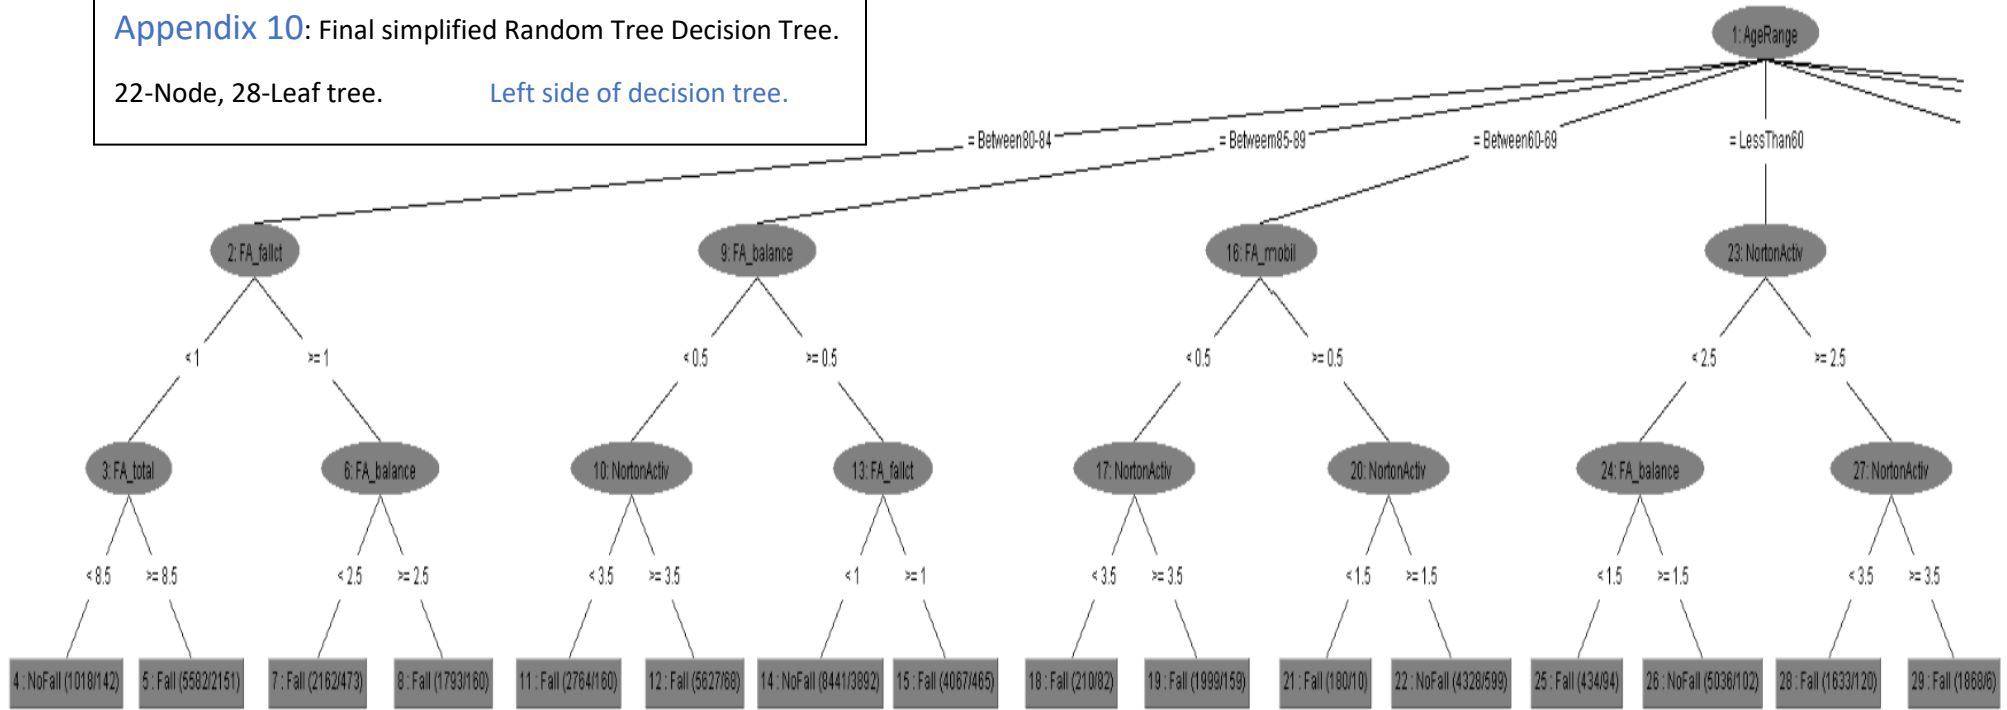 Appendix 10: Final simplified Random Tree Decision Tree.
22-Node, 28-Leaf tree. Left side of decision tree.
1: AgeRange
= Between80-84 = Betweem85-89 = Between60-69 = LessThan60
2: FA_fallct 9: FA_balance 16: FA_mobil 23: NortonActiv
< 1 >= 1 < 0.5 >= 0.5 < 0.5 >= 0.5 < 2.5 >= 2.5
3: FA_total 6: FA_balance 10: NortonActiv 13: FA_fallct 17: NortonActiv 20: NortonActiv 24: FA_balance 27: NortonActiv
< 8.5 >= 8.5 < 2.5 >= 2.5 < 3.5 >= 3.5 < 1 >= 1 < 3.5 >= 3.5 < 1.5 >= 1.5 < 1.5 >= 1.5 < 3.5 >= 3.5
4 : NoFall (1018/142) 5 : Fall (5582/2151) 7 : Fall (2162/473) 8 : Fall (1793/160) 11 : Fall (2764/160) 12 : Fall (5627/68) 14 : NoFall (8441/3892) 15 : Fall (4067/465) 18 : Fall (210/82) 19 : Fall (1999/159) 21 : Fall (180/10) 22 : NoFall (4328/599) 25 : Fall (434/94) 26 : NoFall (5036/102) 28 : Fall (1633/120) 29 : Fall (1868/6)